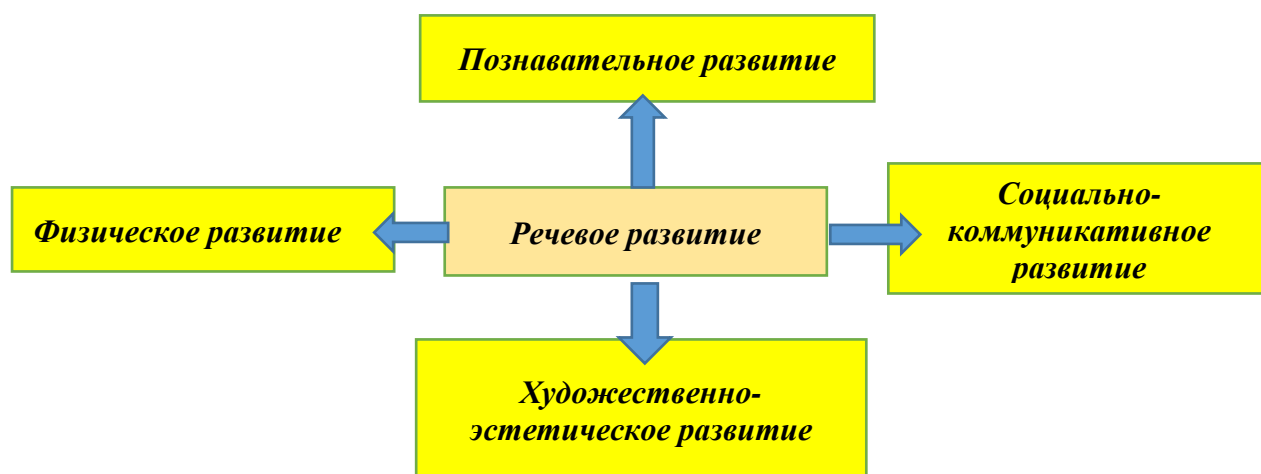 Познавательное развитие
Физическое развитие
Речевое развитие
Социально-
коммуникативное
развитие
Художественно-
эстетическое развитие